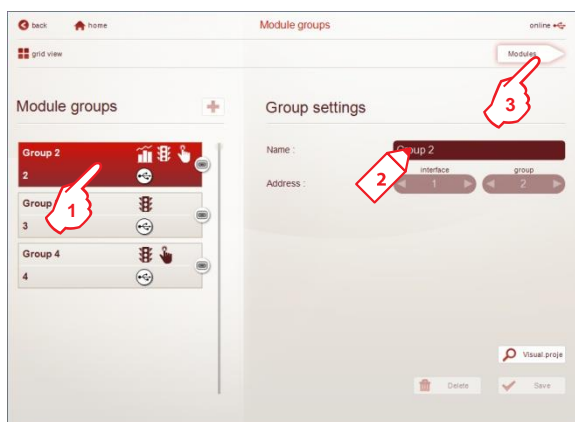 back home Module groups online
grid view Modules
Module groups Group settings
Group 2
2
Group
3
Group 4
4
1
Name : Group 2
interface group
Address : 1 2
2
3
Visual.proje
Delete Save